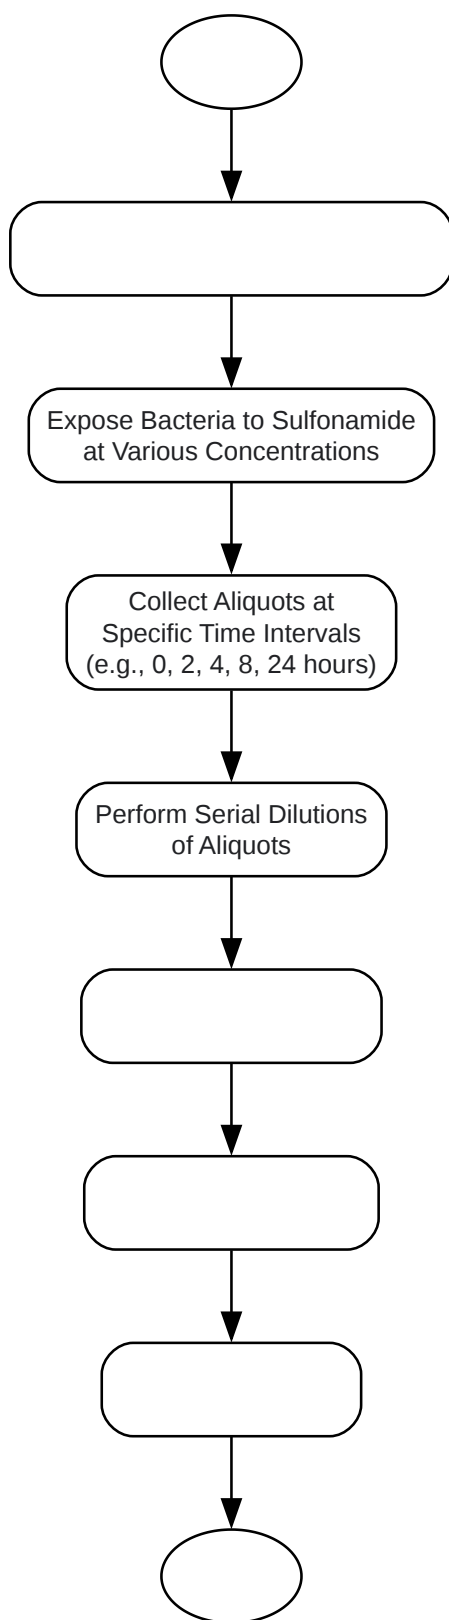 Expose Bacteria to Sulfonamide
at Various Concentrations
Collect Aliquots at
Specific Time Intervals
(e.g., 0, 2, 4, 8, 24 hours)
Perform Serial Dilutions
of Aliquots